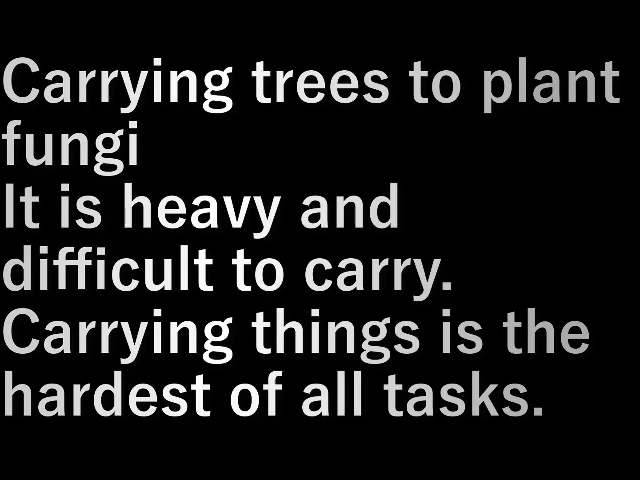 Carrying trees to plant
fungi
It is heavy and
difficult to carry.
Carrying things is the
hardest of all tasks.